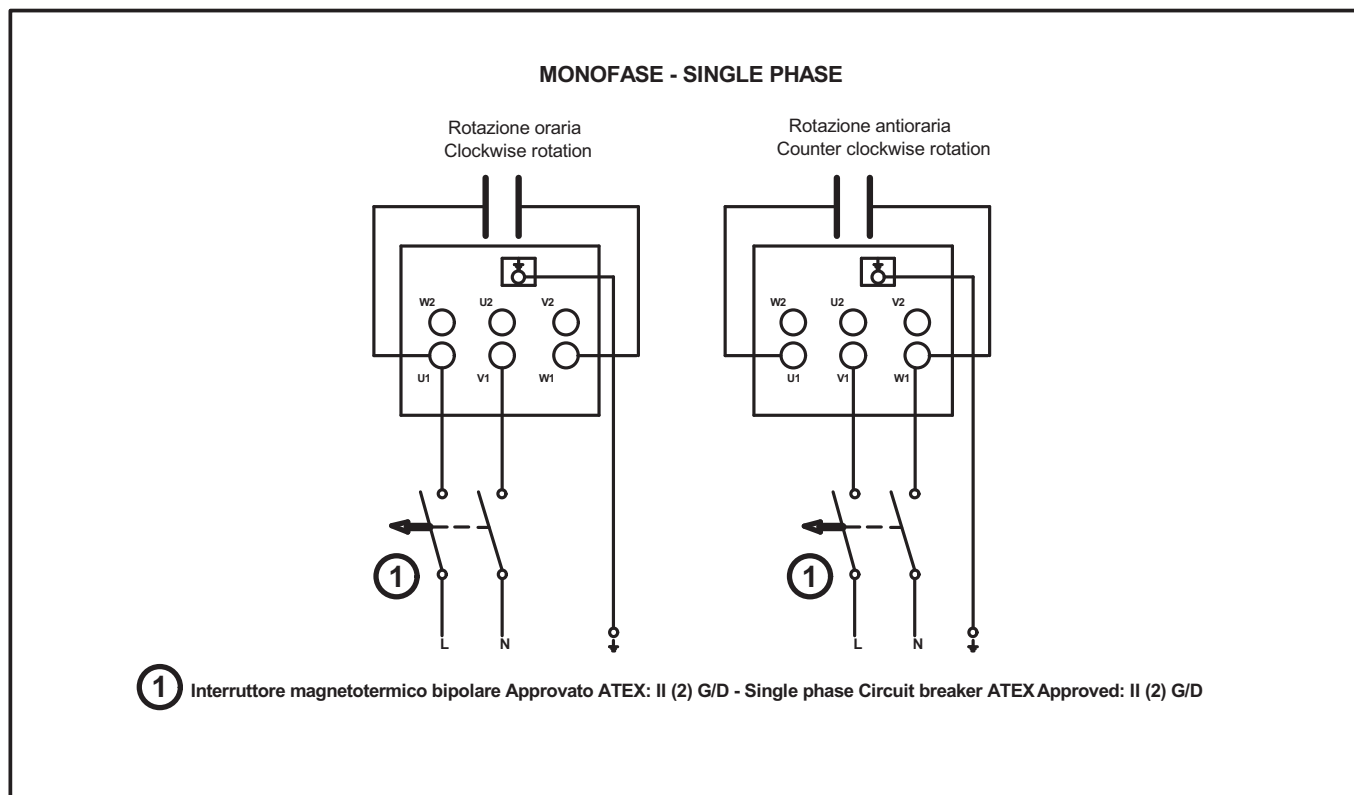 MONOFASE - SINGLE PHASE
Rotazione oraria
Clockwise rotation
Rotazione antioraria
Counter clockwise rotation
W2 U2 V2
U1 V1 W1
W2 U2 V2
U1 V1 W1
1
1
L N
L N
1 Interruttore magnetotermico bipolare Approvato ATEX: II (2) G/D - Single phase Circuit breaker ATEX Approved: II (2) G/D